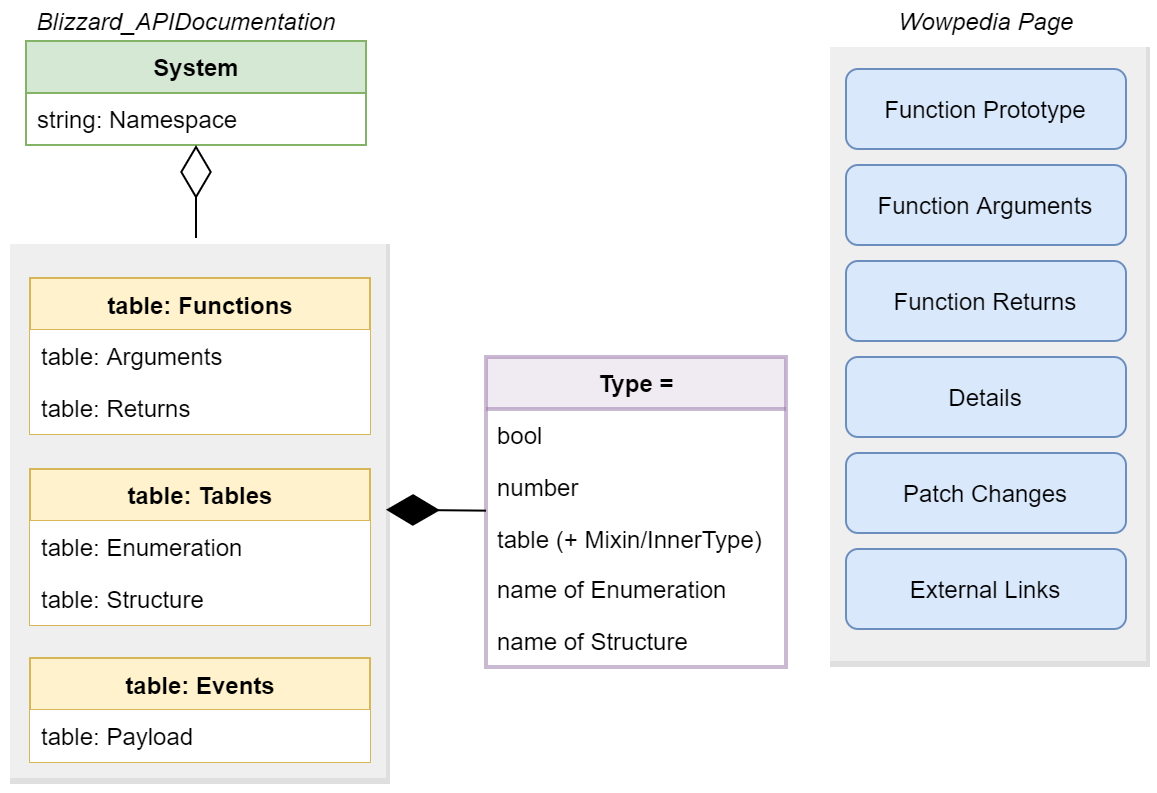 Blizzard_APIDocumentation
System
string: Namespace
table: Functions
table: Arguments
table: Returns
table: Tables
table: Enumeration
table: Structure
table: Events
table: Payload
Type =
bool
number
table (+ Mixin/InnerType)
name of Enumeration
name of Structure
Wowpedia Page
Function Prototype
Function Arguments
Function Returns
Details
Patch Changes
External Links